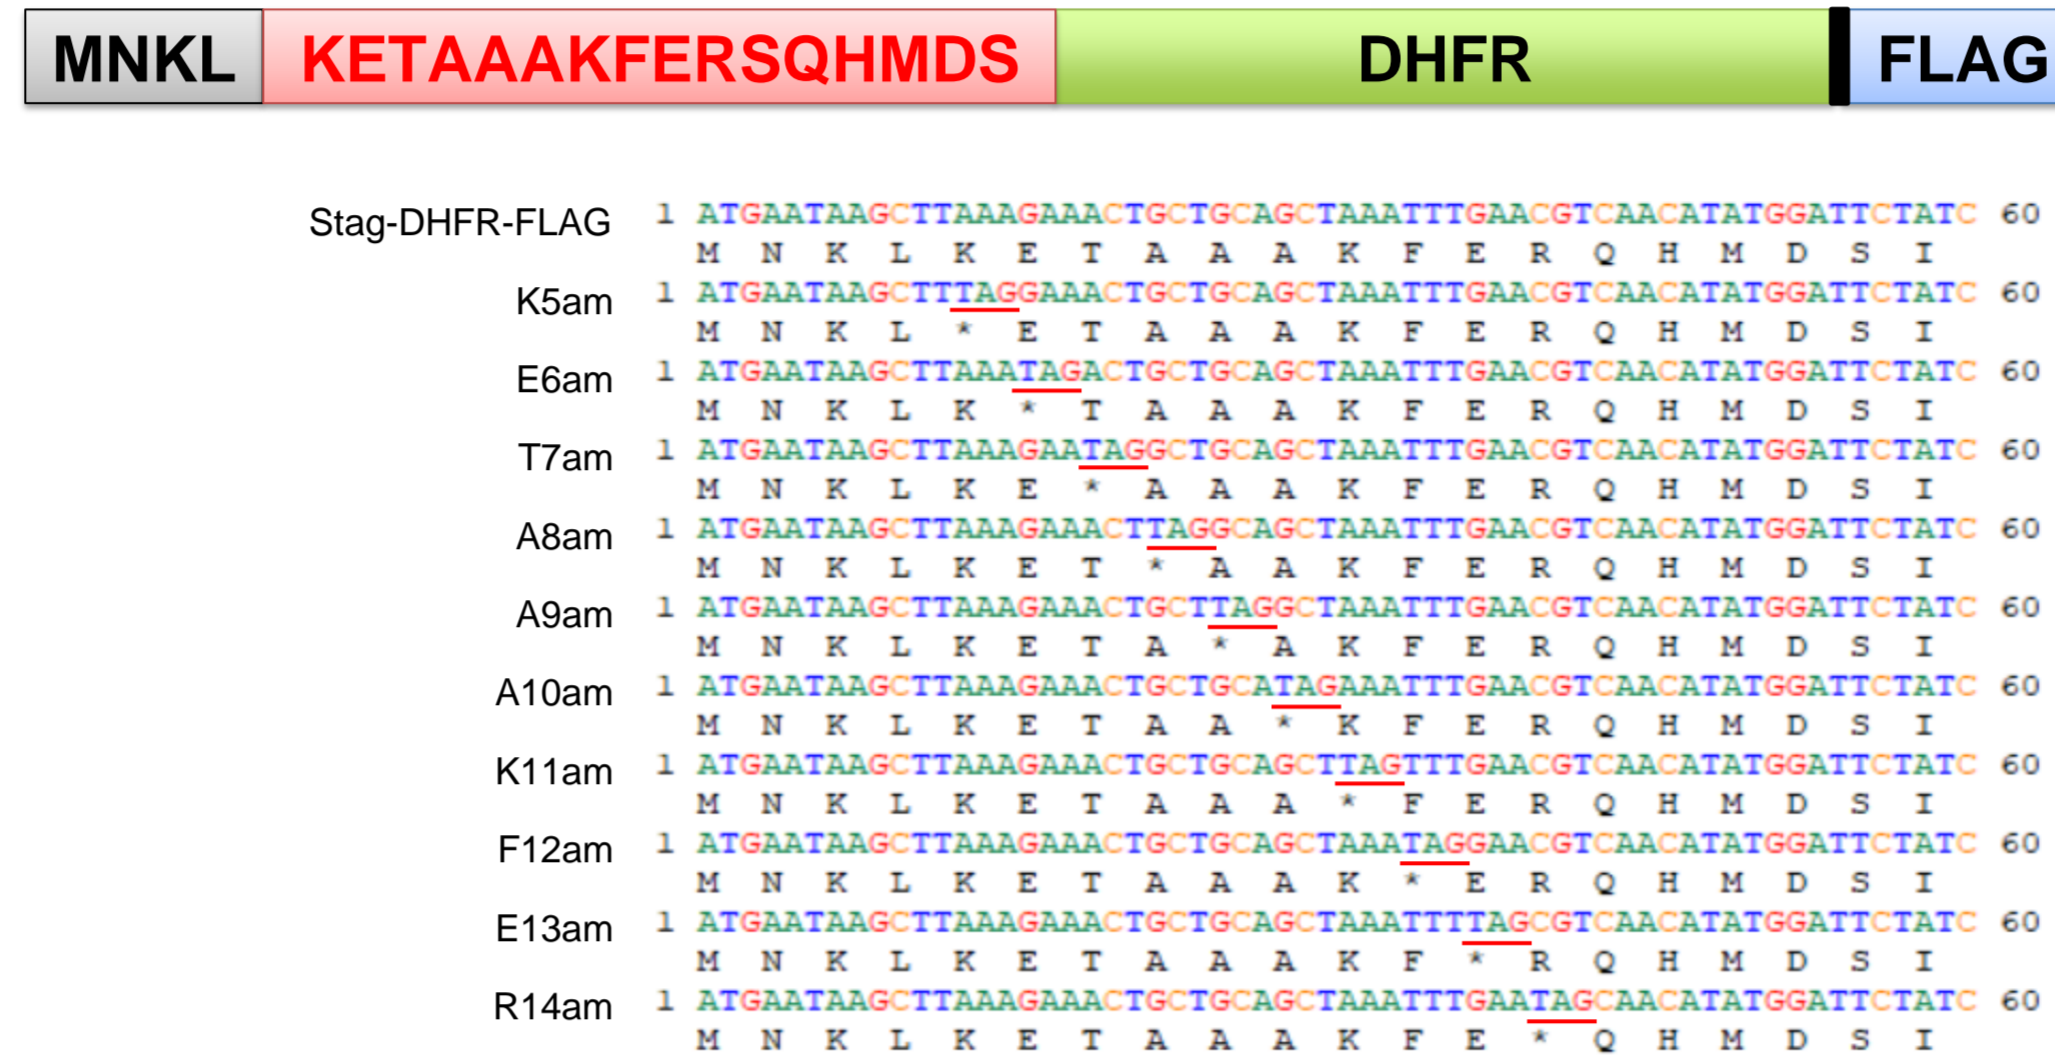 MNKL KETAAAKFERSQHMDS DHFR FLAG
Stag-DHFR-FLAG 1 ATGAATAAGCTTAAAGAAACTGCTGCAGCTAAATTTGAACGTCAACATATGGATTCTATC 60
M N K L K E T A A A K F E R Q H M D S I
K5am 1 ATGAATAAGCTTTAGGAAACTGCTGCAGCTAAATTTGAACGTCAACATATGGATTCTATC 60
M N K L * E T A A A K F E R Q H M D S I
E6am 1 ATGAATAAGCTTAAATAGACTGCTGCAGCTAAATTTGAACGTCAACATATGGATTCTATC 60
M N K L K * T A A A K F E R Q H M D S I
T7am 1 ATGAATAAGCTTAAAGAATAGGCTGCAGCTAAATTTGAACGTCAACATATGGATTCTATC 60
M N K L K E * A A A K F E R Q H M D S I
A8am 1 ATGAATAAGCTTAAAGAAACTTAGGCAGCTAAATTTGAACGTCAACATATGGATTCTATC 60
M N K L K E T * A A K F E R Q H M D S I
A9am 1 ATGAATAAGCTTAAAGAAACTGCTTAGGCTAAATTTGAACGTCAACATATGGATTCTATC 60
M N K L K E T A * A K F E R Q H M D S I
A10am 1 ATGAATAAGCTTAAAGAAACTGCTGCATAGAAATTTGAACGTCAACATATGGATTCTATC 60
M N K L K E T A A * K F E R Q H M D S I
K11am 1 ATGAATAAGCTTAAAGAAACTGCTGCAGCTTAGTTTGAACGTCAACATATGGATTCTATC 60
M N K L K E T A A A * F E R Q H M D S I
F12am 1 ATGAATAAGCTTAAAGAAACTGCTGCAGCTAAATAGGAACGTCAACATATGGATTCTATC 60
M N K L K E T A A A K * E R Q H M D S I
E13am 1 ATGAATAAGCTTAAAGAAACTGCTGCAGCTAAATTTTAGCGTCAACATATGGATTCTATC 60
M N K L K E T A A A K F * R Q H M D S I
R14am 1 ATGAATAAGCTTAAAGAAACTGCTGCAGCTAAATTTGAATAGCAACATATGGATTCTATC 60
M N K L K E T A A A K F E * Q H M D S I